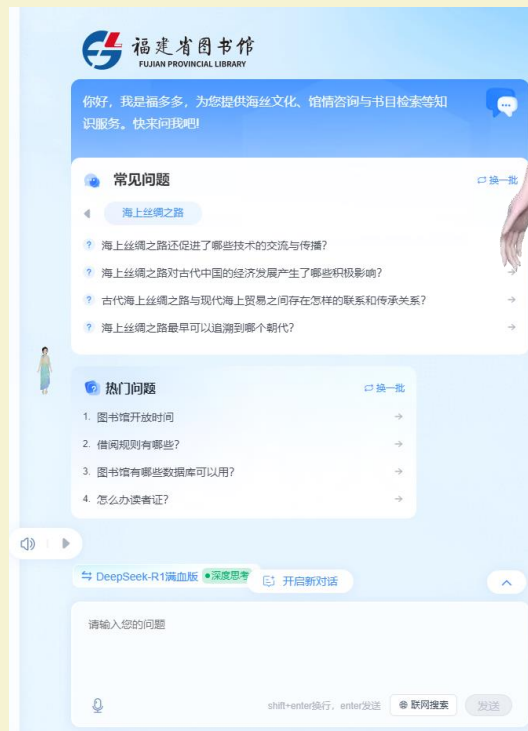 福建省图书馆
FUJIAN PROVINCIAL LIBRARY
你好，我是福多多，为您提供海丝文化、馆情咨询与书目检索等知
识服务。快来问我吧!
常见问题
换一批
海上丝绸之路
? 海上丝绸之路还促进了哪些技术的交流与传播?
? 海上丝绸之路对古代中国的经济发展产生了哪些积极影响?
? 古代海上丝绸之路与现代海上贸易之间存在怎样的联系和传承关系?
? 海上丝绸之路最早可以追溯到哪个朝代?
热门问题
换一批
1. 图书馆开放时间
2. 借阅规则有哪些?
3. 图书馆有哪些数据库可以用?
4. 怎么办读者证?
DeepSeek-R1满血版 •深度思考
开启新对话
请输入您的问题
shift+enter换行，enter发送
联网搜索
发送